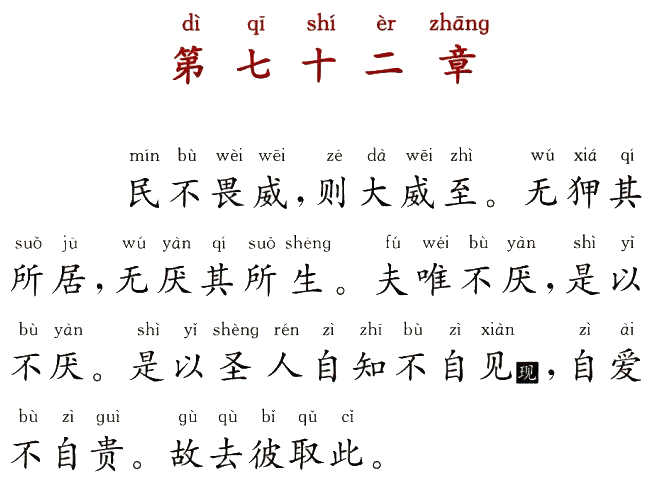 dì qī shí èr zhāng
第七十二章
mín bù wèi wēi zé dà wēi zhì wú xiá qí
民不畏威，则大威至。无狎其
suǒ jū wú yàn qí suǒ shēng fú wéi bù yàn shì yǐ
所居，无厌其所生。夫唯不厌，是以
bù yàn shì yǐ shèng rén zì zhī bù zì xiàn zì ài
不厌。是以圣人自知不自见现，自爱
bù zì guì gù qù bǐ qǔ cǐ
不自贵。故去彼取此。